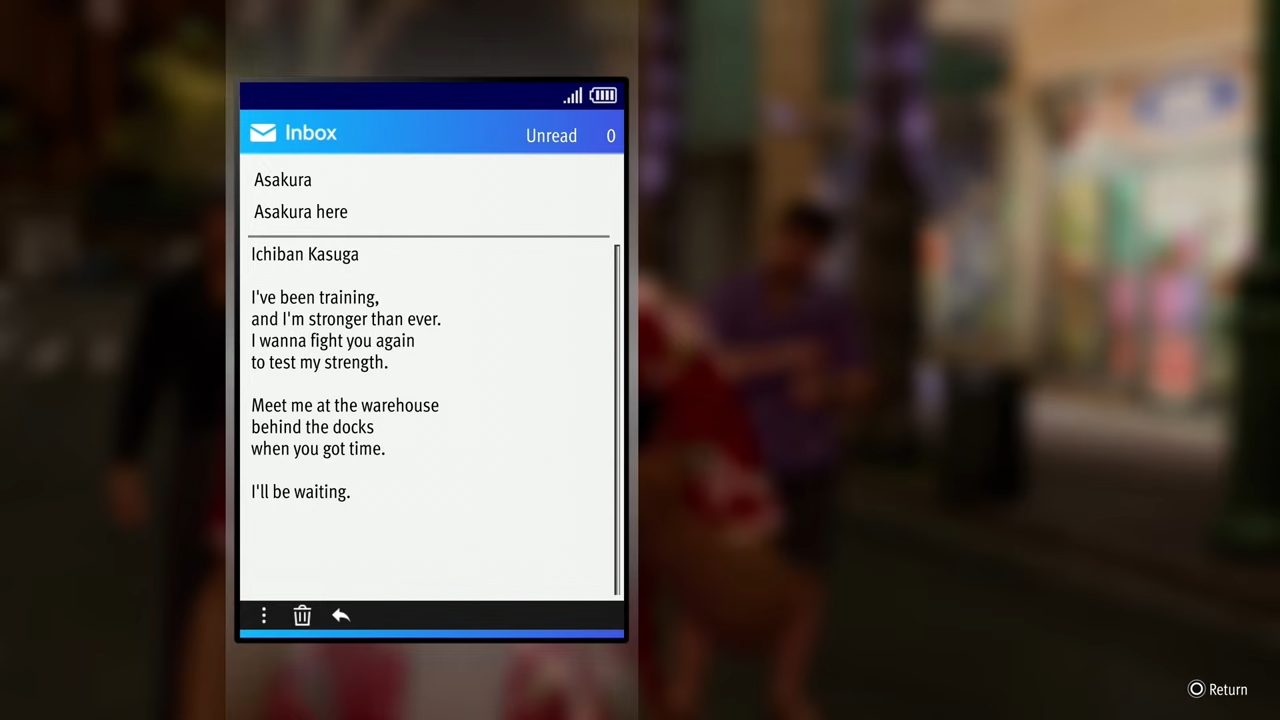 Inbox
Unread 0
Asakura
Asakura here
Ichiban Kasuga
I've been training,
and I'm stronger than ever.
I wanna fight you again
to test my strength.
Meet me at the warehouse
behind the docks
when you got time.
I'll be waiting.
Return